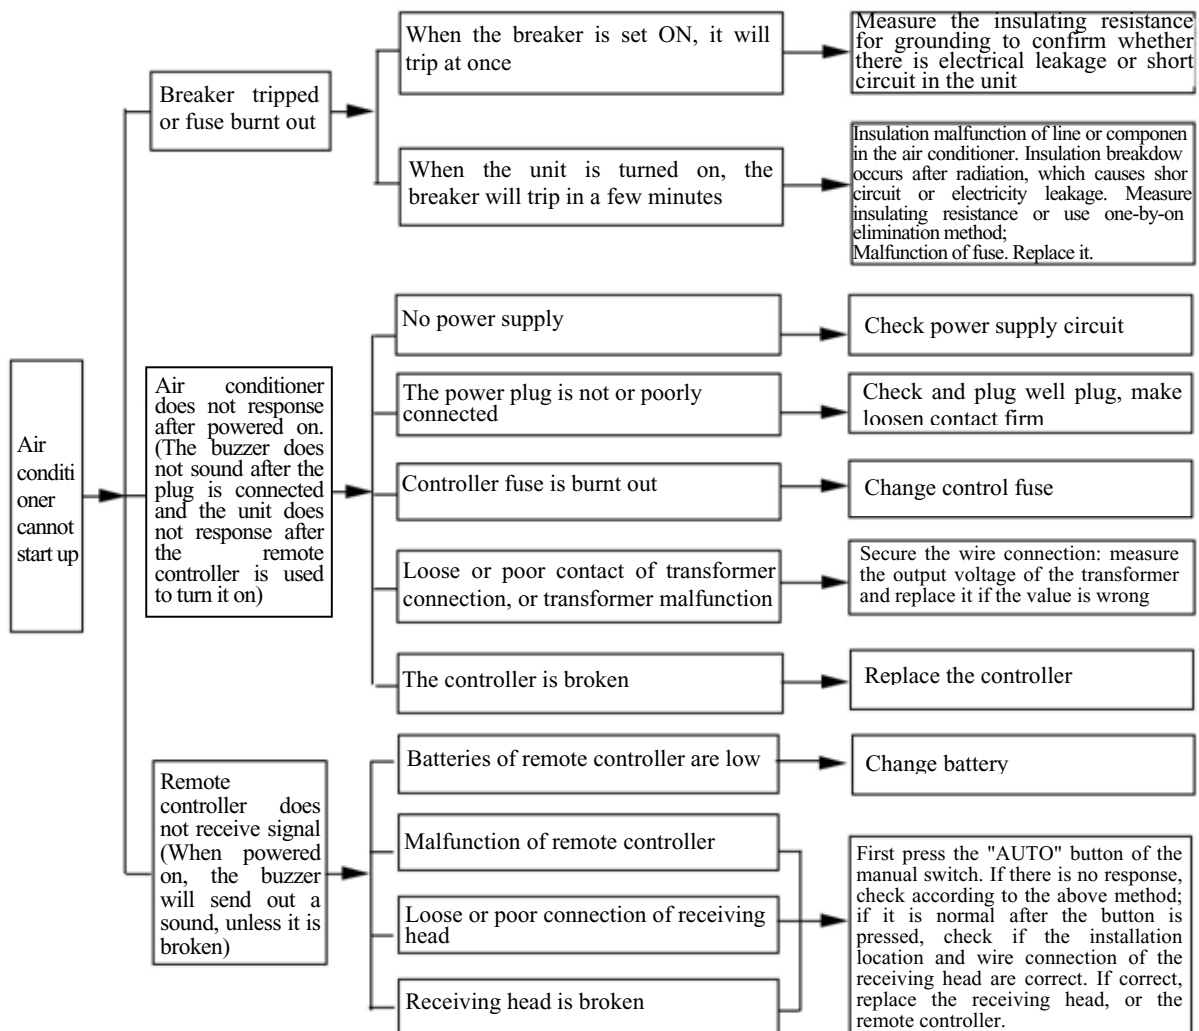 Air
conditi
oner
cannot
start up
Breaker tripped
or fuse burnt out
When the breaker is set ON, it will
trip at once
Measure the insulating resistance
for grounding to confirm whether
there is electrical leakage or short
circuit in the unit
When the unit is turned on, the
breaker will trip in a few minutes
Insulation malfunction of line or componen
in the air conditioner. Insulation breakdow
occurs after radiation, which causes shor
circuit or electricity leakage. Measure
insulating resistance or use one-by-on
elimination method;
Malfunction of fuse. Replace it.
Air conditioner
does not response
after powered on.
(The buzzer does
not sound after the
plug is connected
and the unit does
not response after
the remote
controller is used
to turn it on)
No power supply
Check power supply circuit
The power plug is not or poorly
connected
Check and plug well plug, make
loosen contact firm
Controller fuse is burnt out
Change control fuse
Loose or poor contact of transformer
connection, or transformer malfunction
Secure the wire connection: measure
the output voltage of the transformer
and replace it if the value is wrong
The controller is broken
Replace the controller
Remote
controller does
not receive signal
(When powered
on, the buzzer
will send out a
sound, unless it is
broken)
Batteries of remote controller are low
Change battery
Malfunction of remote controller
Loose or poor connection of receiving
head
Receiving head is broken
First press the "AUTO" button of the
manual switch. If there is no response,
check according to the above method;
if it is normal after the button is
pressed, check if the installation
location and wire connection of the
receiving head are correct. If correct,
replace the receiving head, or the
remote controller.